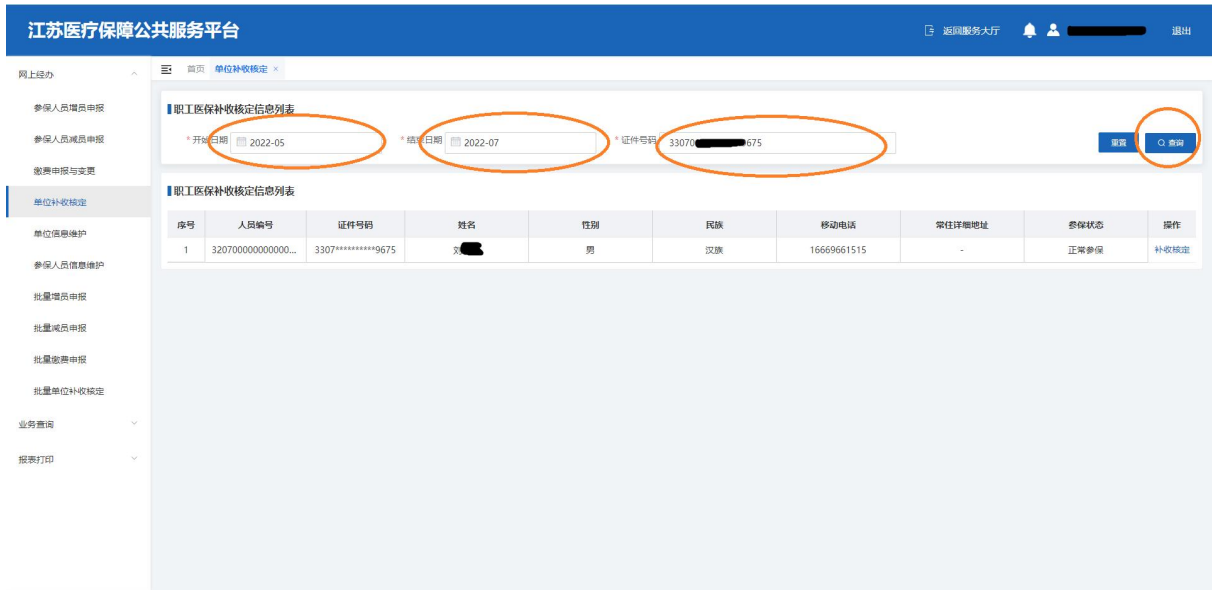 江苏医疗保障公共服务平台
返回服务大厅
退出
网上经办
首页 单位补收核定 ×
参保人员增员申报
参保人员减员申报
缴费申报与变更
单位补收核定
单位信息维护
参保人员信息维护
批量增员申报
批量减员申报
批量缴费申报
批量单位补收核定
业务查询
报表打印
职工医保补收核定信息列表
* 开始日期 2022-05 * 结束日期 2022-07 * 证件号码 33070 675 重置 查询
职工医保补收核定信息列表
序号 人员编号 证件号码 姓名 性别 民族 移动电话 常住详细地址 参保状态 操作
1 320700000000000... 3307**********9675 刘 男 汉族 16669661515 - 正常参保 补收核定